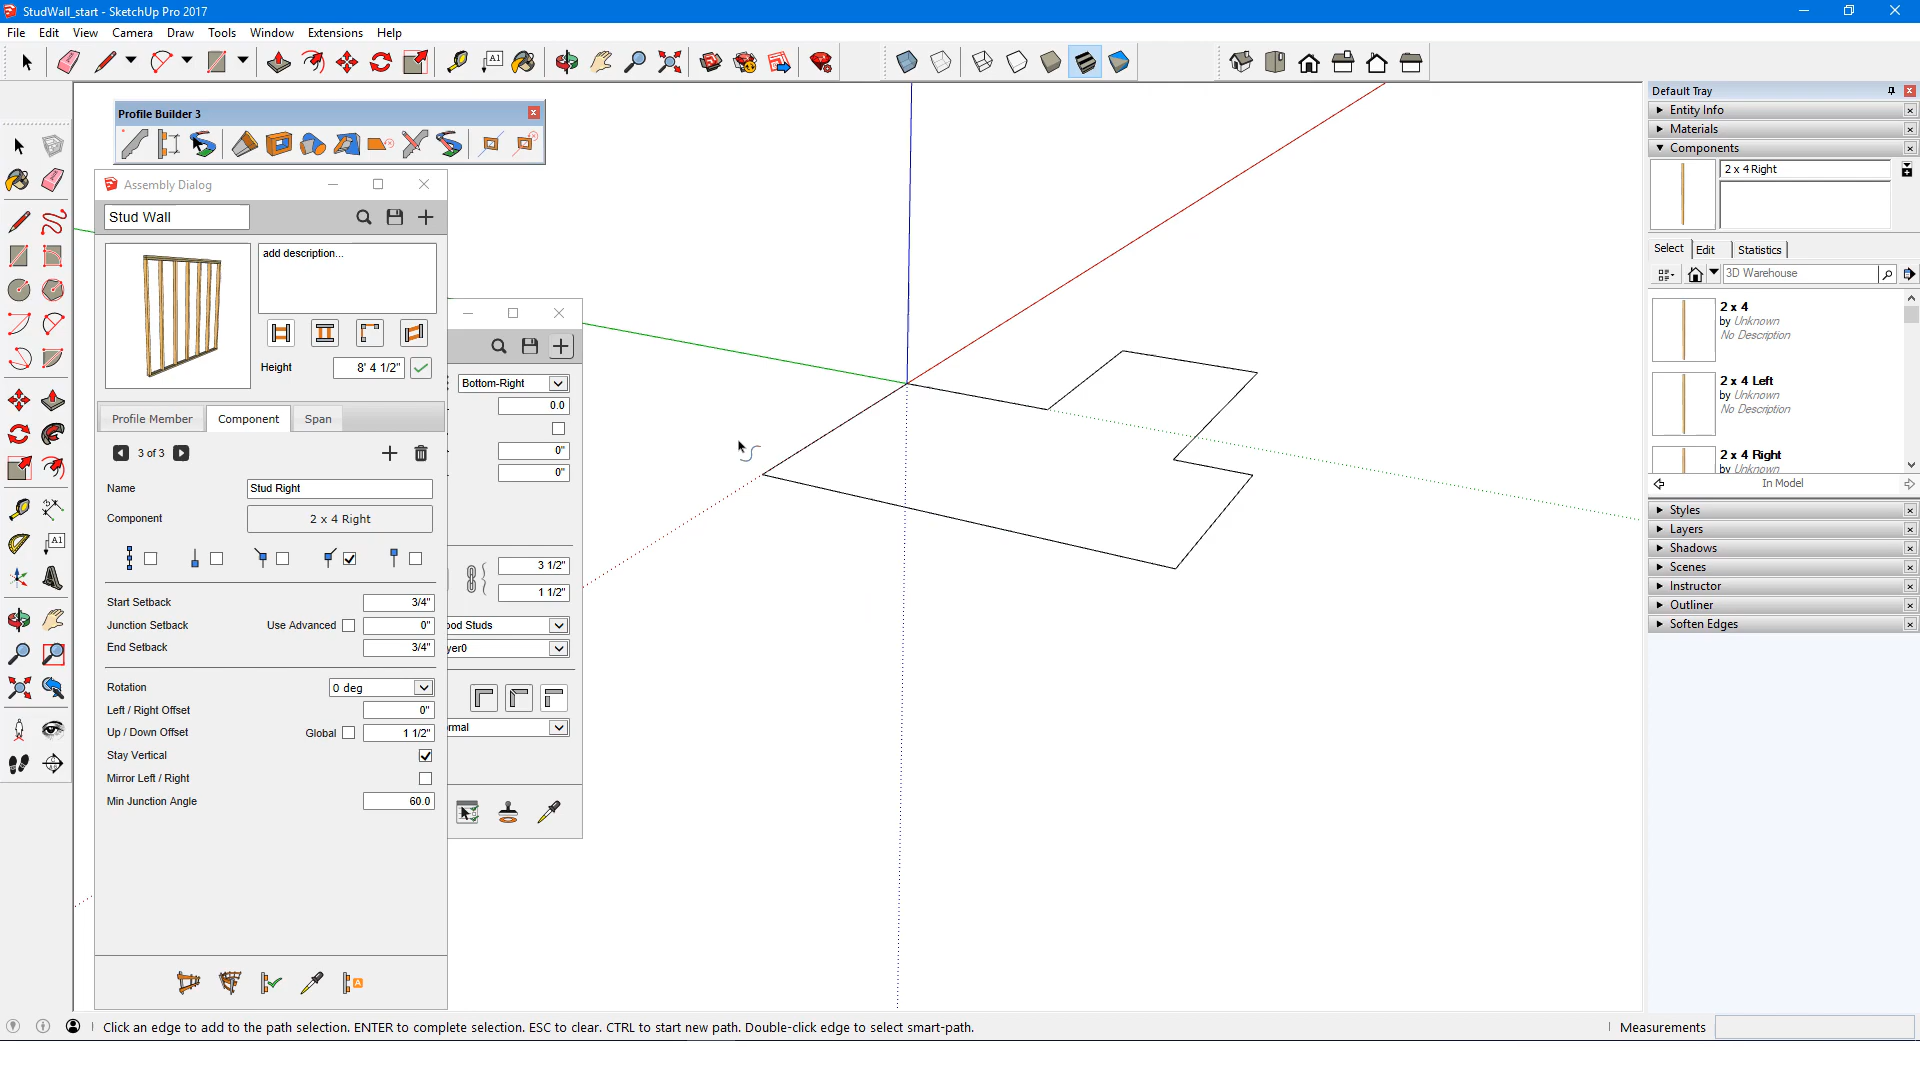 StudWall_start - SketchUp Pro 2017
File Edit View Camera Draw Tools Window Extensions Help
A1
Default Tray
Entity Info
Materials
Components
2 x 4 Right
Select Edit Statistics
3D Warehouse
2 x 4
by Unknown
No Description
2 x 4 Left
by Unknown
No Description
2 x 4 Right
by Unknown
In Model
Styles
Layers
Shadows
Scenes
Instructor
Outliner
Soften Edges
Profile Builder 3
Assembly Dialog
Stud Wall
add description...
Height 8' 4 1/2"
Profile Member Component Span
3 of 3
Name Stud Right
Component 2 x 4 Right
Start Setback 3/4"
Junction Setback Use Advanced 0"
End Setback 3/4"
Rotation 0 deg
Left / Right Offset 0"
Up / Down Offset Global 1 1/2"
Stay Vertical
Mirror Left / Right
Min Junction Angle 60.0
A
Bottom-Right
0.0
0"
0"
3 1/2"
1 1/2"
ood Studs
yer0
rmal
A1
Click an edge to add to the path selection. ENTER to complete selection. ESC to clear. CTRL to start new path. Double-click edge to select smart-path.
Measurements